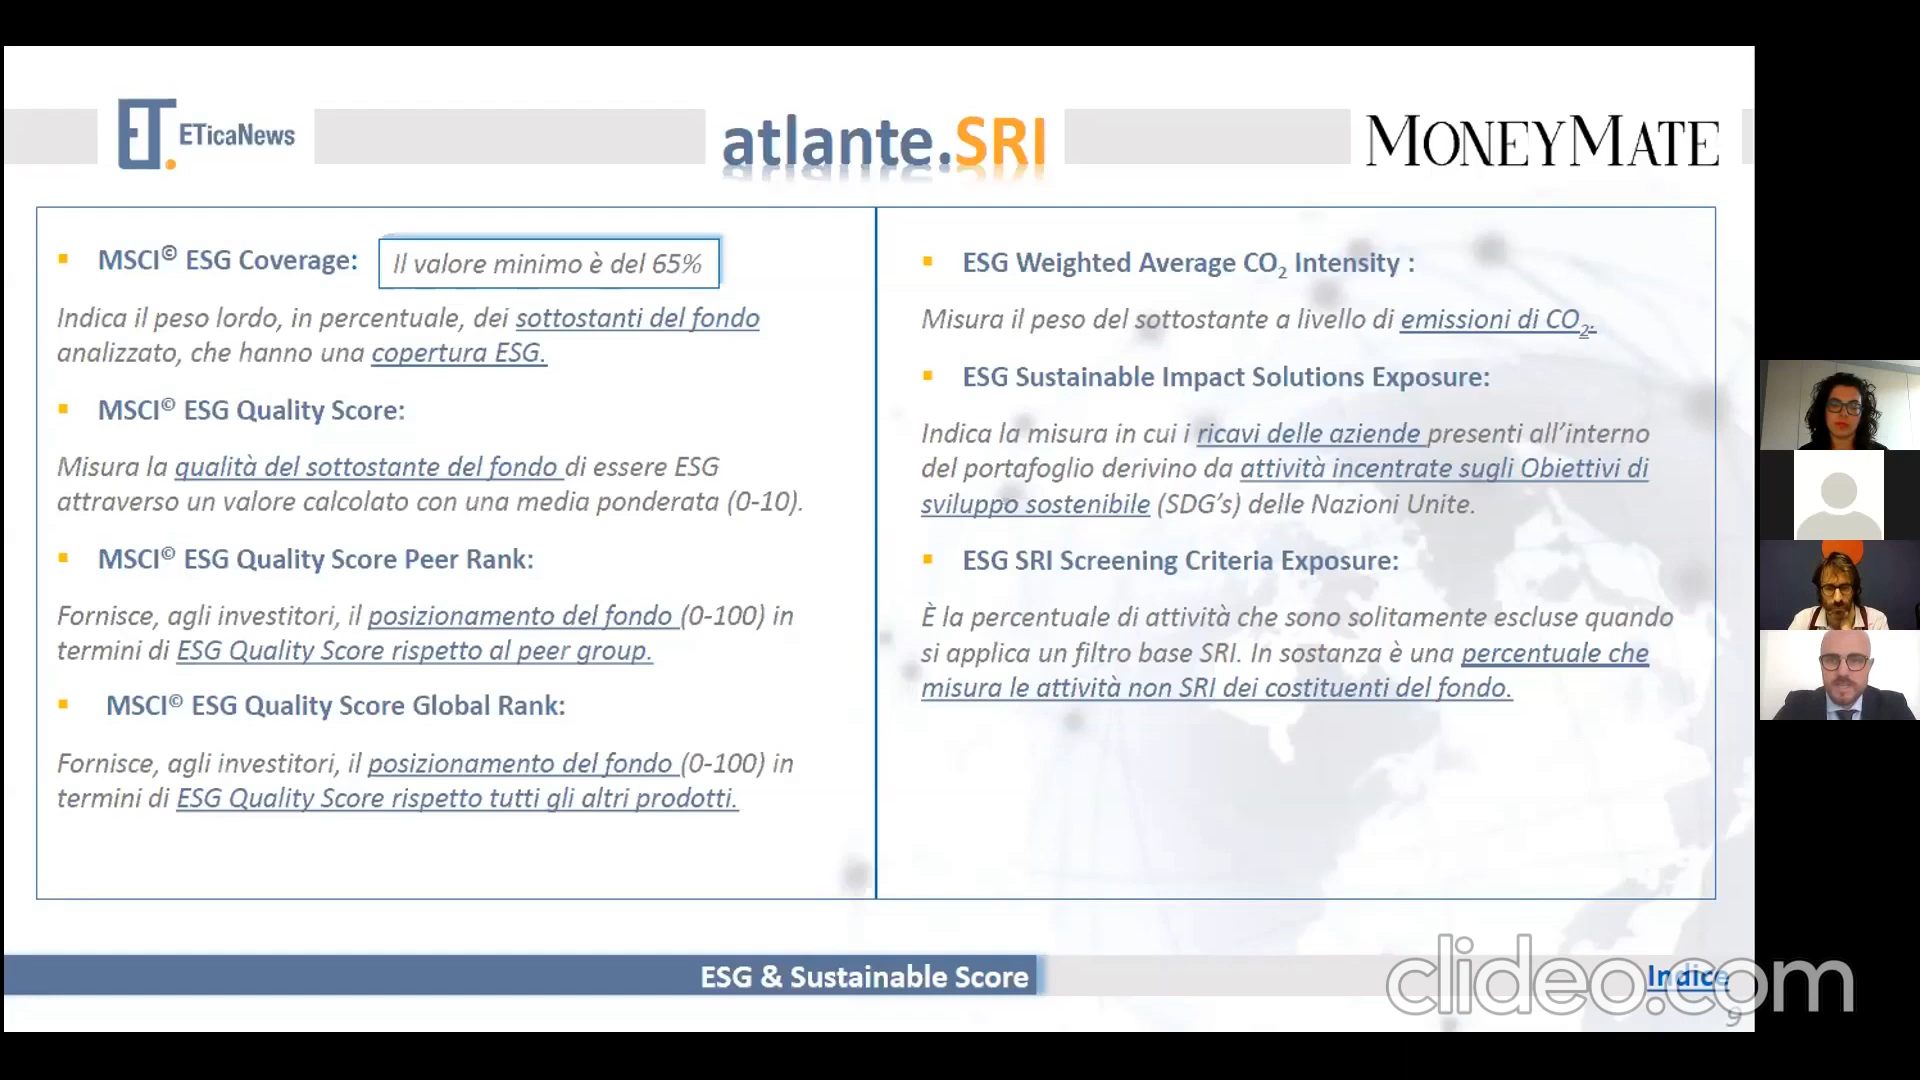 ET.
ETicaNews
atlante.SRI
MONEYMATE
▪ MSCI© ESG Coverage:
Il valore minimo è del 65%
Indica il peso lordo, in percentuale, dei sottostanti del fondo
analizzato, che hanno una copertura ESG.
▪ MSCI© ESG Quality Score:
Misura la qualità del sottostante del fondo di essere ESG
attraverso un valore calcolato con una media ponderata (0-10).
▪ MSCI© ESG Quality Score Peer Rank:
Fornisce, agli investitori, il posizionamento del fondo (0-100) in
termini di ESG Quality Score rispetto al peer group.
▪ MSCI© ESG Quality Score Global Rank:
Fornisce, agli investitori, il posizionamento del fondo (0-100) in
termini di ESG Quality Score rispetto tutti gli altri prodotti.
▪ ESG Weighted Average CO₂ Intensity :
Misura il peso del sottostante a livello di emissioni di CO₂.
▪ ESG Sustainable Impact Solutions Exposure:
Indica la misura in cui i ricavi delle aziende presenti all’interno
del portafoglio derivino da attività incentrate sugli Obiettivi di
sviluppo sostenibile (SDG’s) delle Nazioni Unite.
▪ ESG SRI Screening Criteria Exposure:
È la percentuale di attività che sono solitamente escluse quando
si applica un filtro base SRI. In sostanza è una percentuale che
misura le attività non SRI dei costituenti del fondo.
ESG & Sustainable Score
Indice
clideo.com
9